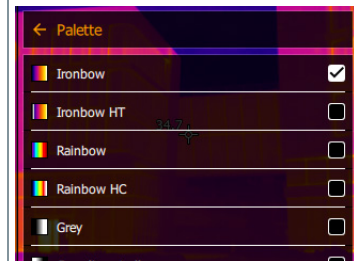 ← Palette
Ironbow
Ironbow HT
34.7
Rainbow
Rainbow HC
Grey